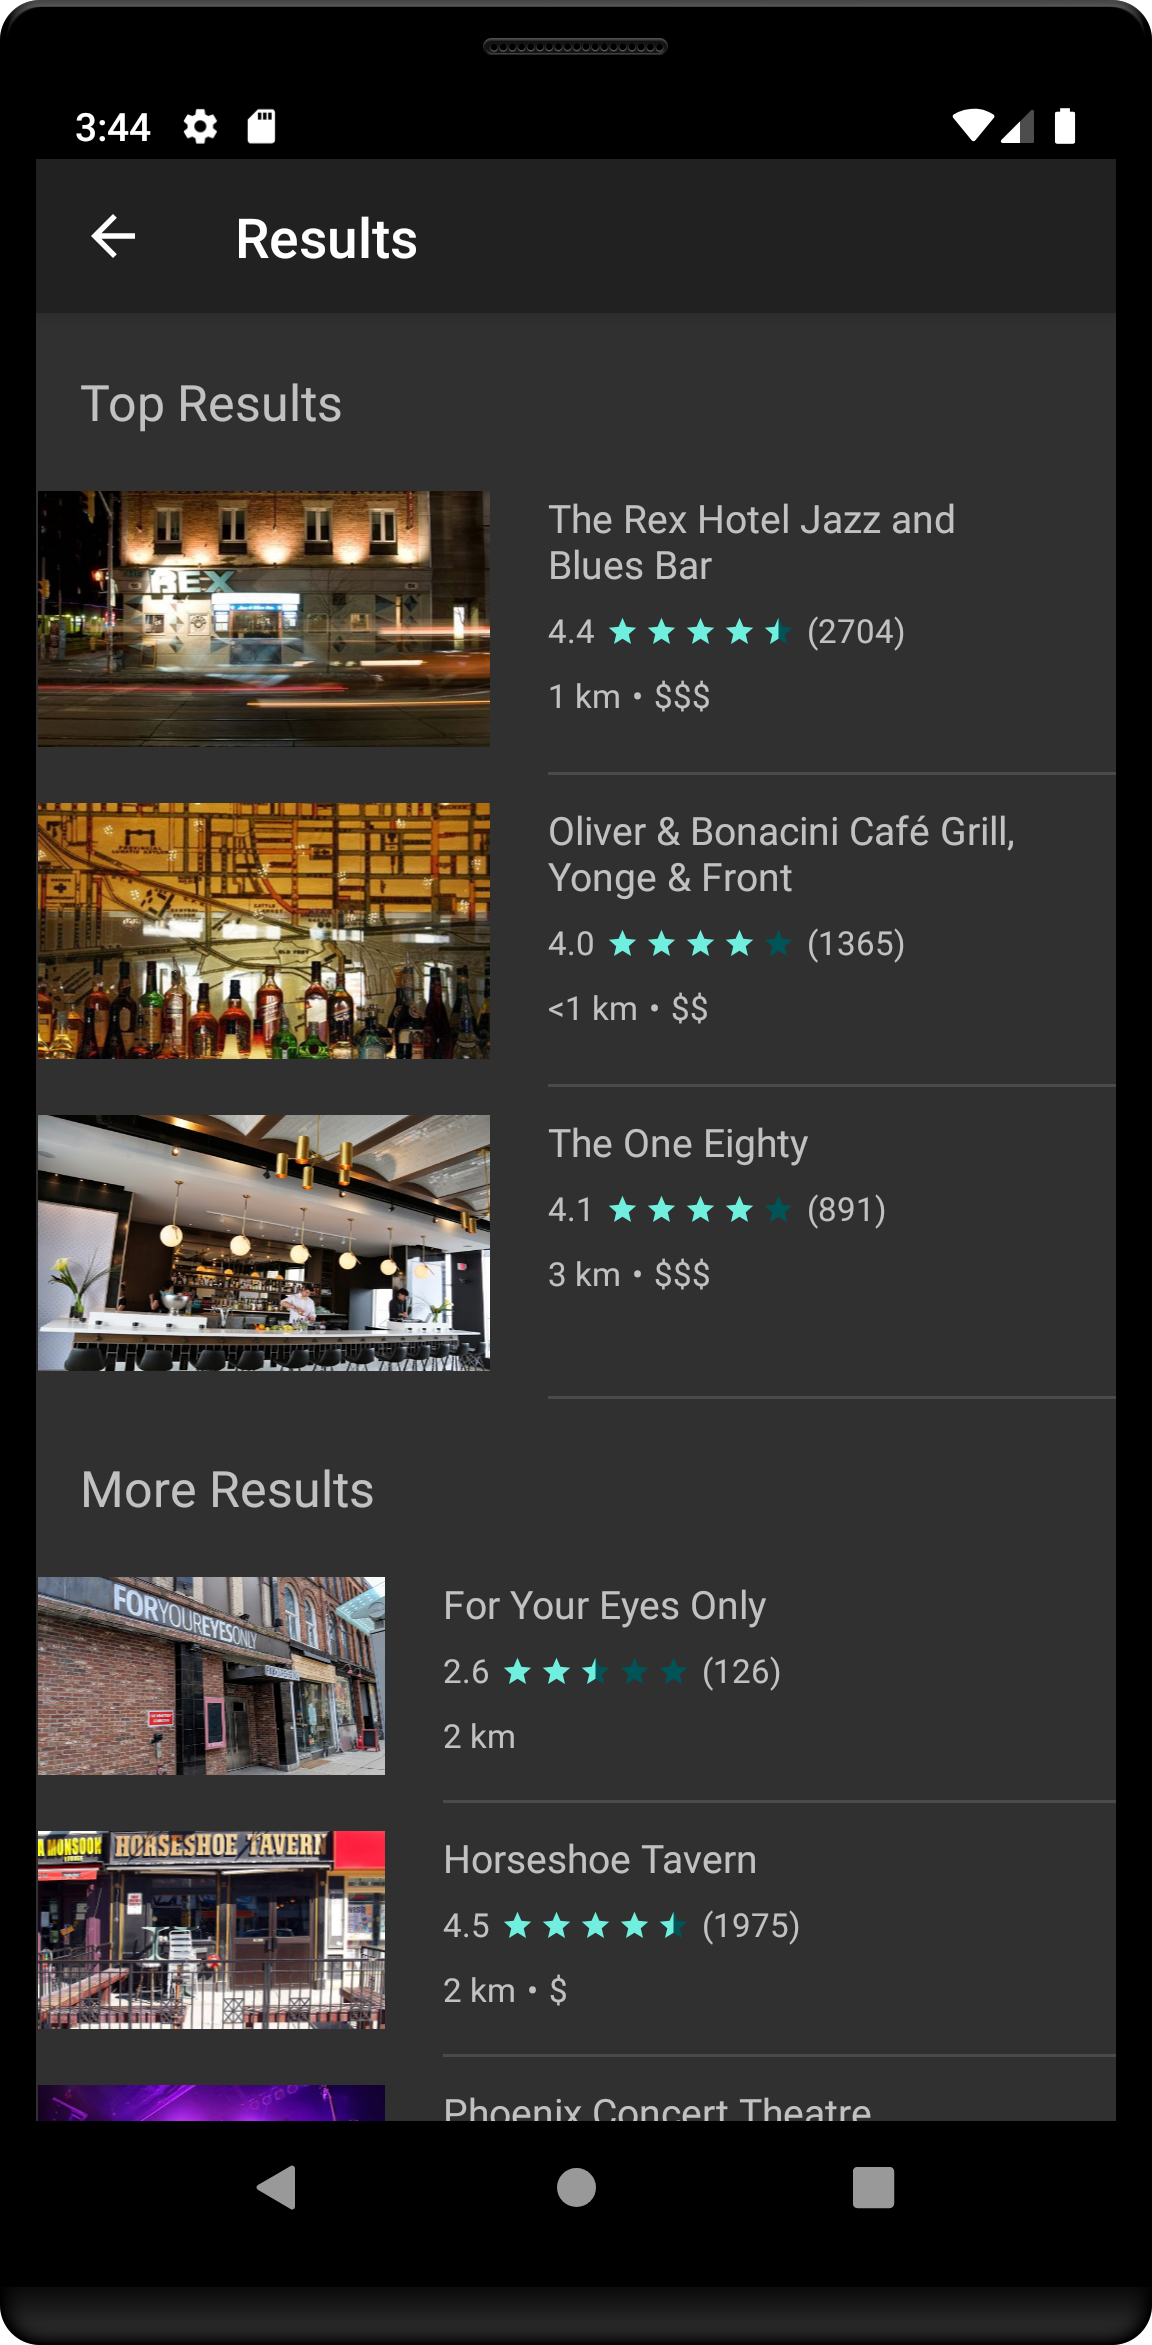 3:44
Results
Top Results
REX
The Rex Hotel Jazz and
Blues Bar
4.4 (2704)
1 km • $$$
Oliver & Bonacini Café Grill,
Yonge & Front
4.0 (1365)
<1 km • $$
The One Eighty
4.1 (891)
3 km • $$$
More Results
FORYOUREYESONLY
For Your Eyes Only
2.6 (126)
2 km
A MONSOON
HORSESHOE TAVERN
Horseshoe Tavern
4.5 (1975)
2 km • $
Phoenix Concert Theatre